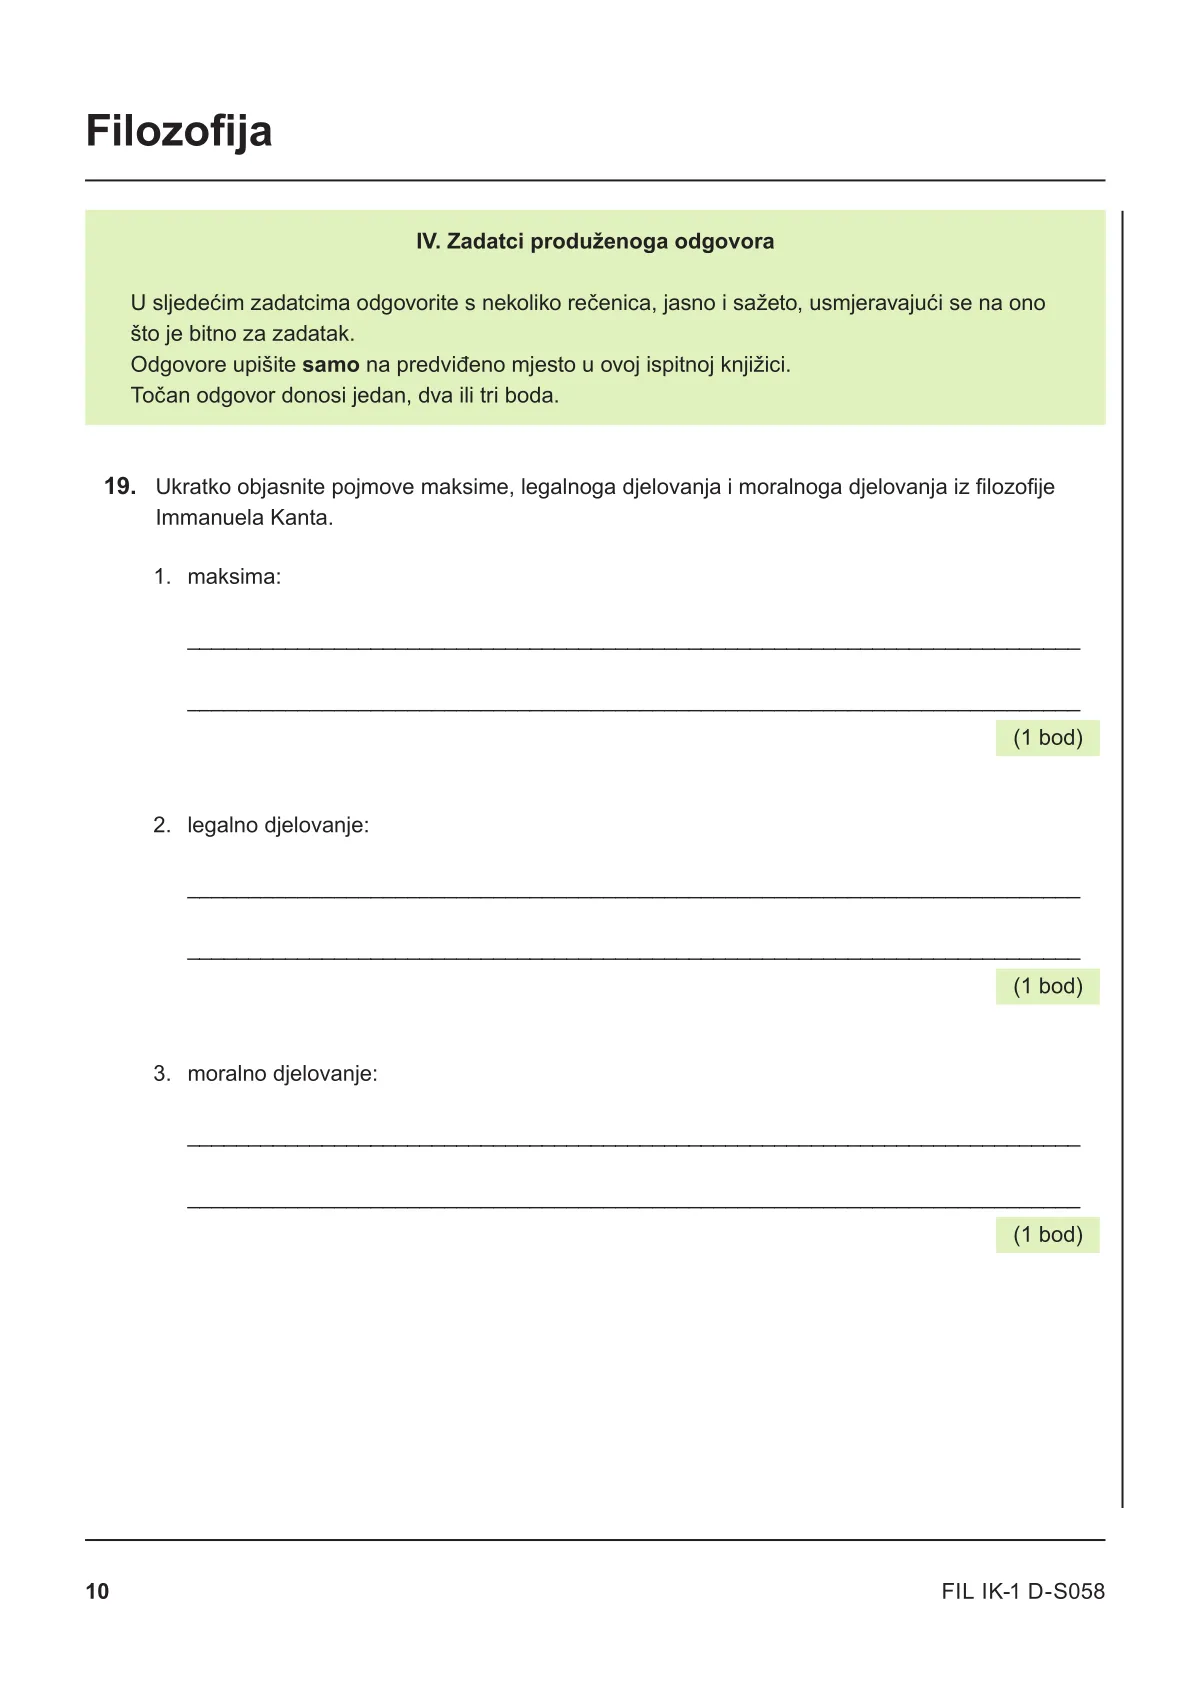 Filozofija
IV. Zadatci produženoga odgovora
U sljedećim zadatcima odgovorite s nekoliko rečenica, jasno i sažeto, usmjeravajući se na ono
što je bitno za zadatak.
Odgovore upišite samo na predviđeno mjesto u ovoj ispitnoj knjižici.
Točan odgovor donosi jedan, dva ili tri boda.
19. Ukratko objasnite pojmove maksime, legalnoga djelovanja i moralnoga djelovanja iz filozofije
Immanuela Kanta.
1. maksima:
(1 bod)
2. legalno djelovanje:
(1 bod)
3. moralno djelovanje:
(1 bod)
10
FIL IK-1 D-S058